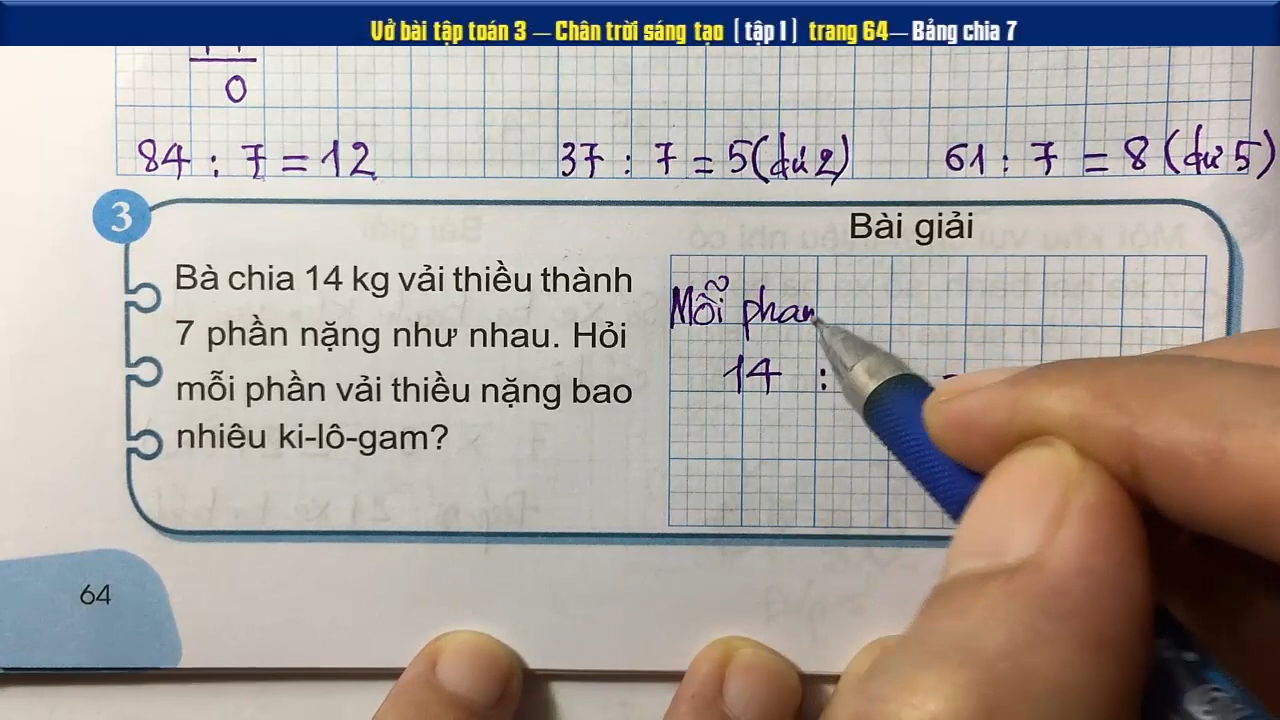 Vở bài tập toán 3 – Chân trời sáng tạo (tập 1) trang 64– Bảng chia 7
0
84 : 7 = 12
37 : 7 = 5 (dư 2)
61 : 7 = 8 (dư 5)
3
Bà chia 14 kg vải thiều thành
7 phần nặng như nhau. Hỏi
mỗi phần vải thiều nặng bao
nhiêu ki-lô-gam?
Bài giải
Mỗi phan
14 :
64